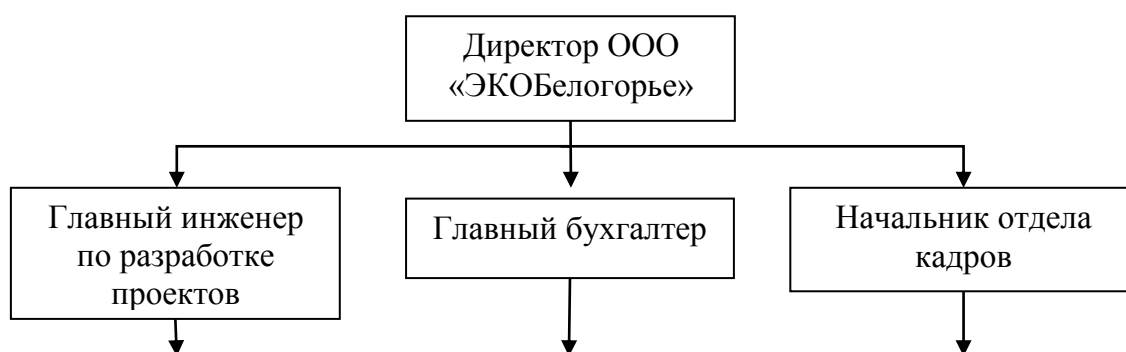 Директор ООО
«ЭКОБелогорье»
Главный инженер
по разработке
проектов
Главный бухгалтер
Начальник отдела
кадров